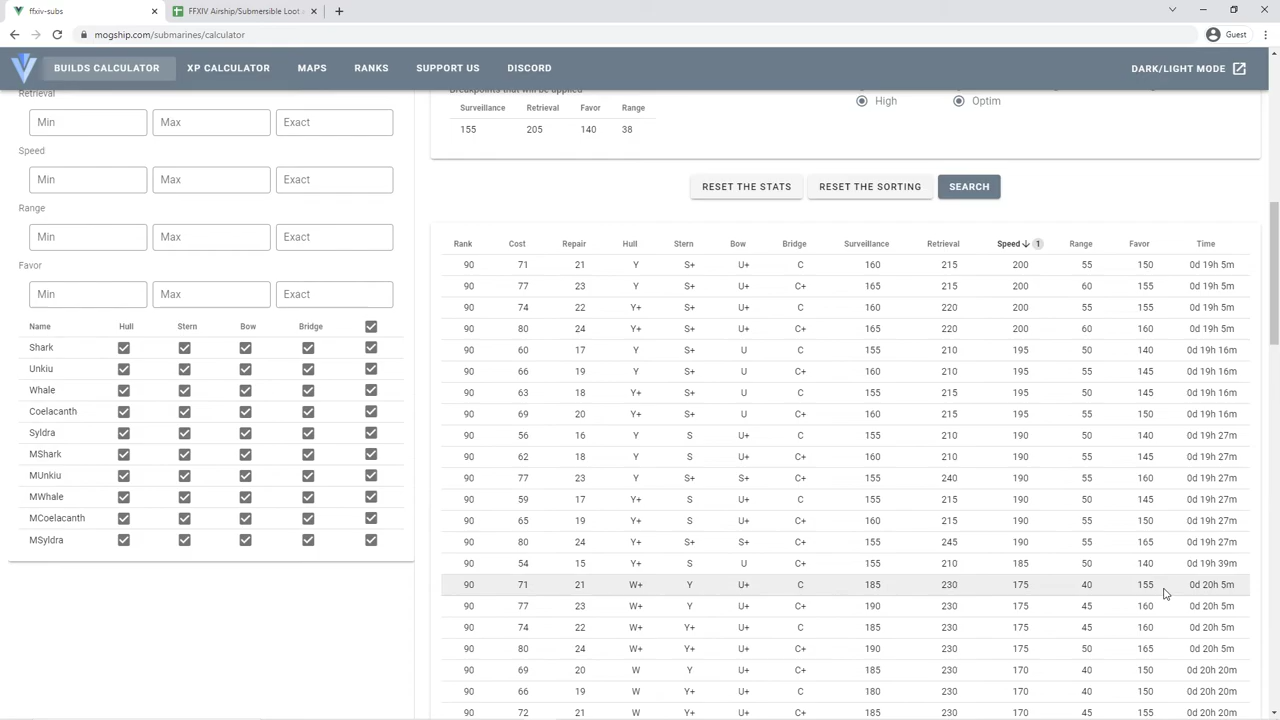 ffxiv-subs
FFXIV Airship/Submersible Loot
mogship.com/submarines/calculator
Guest
BUILDS CALCULATOR
XP CALCULATOR
MAPS
RANKS
SUPPORT US
DISCORD
DARK/LIGHT MODE
Retrieval
Min Max Exact
Speed
Min Max Exact
Range
Min Max Exact
Favor
Min Max Exact
Name Hull Stern Bow Bridge
Shark
Unkiu
Whale
Coelacanth
Syldra
MShark
MUnkiu
MWhale
MCoelacanth
MSyldra
Breakpoints that will be applied
Surveillance Retrieval Favor Range
155 205 140 38
High Optim
RESET THE STATS RESET THE SORTING SEARCH
Rank Cost Repair Hull Stern Bow Bridge Surveillance Retrieval Speed 1 Range Favor Time
90 71 21 Y S+ U+ C 160 215 200 55 150 0d 19h 5m
90 77 23 Y S+ U+ C+ 165 215 200 60 155 0d 19h 5m
90 74 22 Y+ S+ U+ C 160 220 200 55 155 0d 19h 5m
90 80 24 Y+ S+ U+ C+ 165 220 200 60 160 0d 19h 5m
90 60 17 Y S+ U C 155 210 195 50 140 0d 19h 16m
90 66 19 Y S+ U C+ 160 210 195 55 145 0d 19h 16m
90 63 18 Y+ S+ U C 155 215 195 50 145 0d 19h 16m
90 69 20 Y+ S+ U C+ 160 215 195 55 150 0d 19h 16m
90 56 16 Y S U+ C 155 210 190 50 140 0d 19h 27m
90 62 18 Y S U+ C+ 160 210 190 55 145 0d 19h 27m
90 77 23 Y S+ S+ C+ 155 240 190 55 160 0d 19h 27m
90 59 17 Y+ S U+ C 155 215 190 50 145 0d 19h 27m
90 65 19 Y+ S U+ C+ 160 215 190 55 150 0d 19h 27m
90 80 24 Y+ S+ S+ C+ 155 245 190 55 165 0d 19h 27m
90 54 15 Y+ S U C+ 155 210 185 50 140 0d 19h 39m
90 71 21 W+ Y U+ C 185 230 175 40 155 0d 20h 5m
90 77 23 W+ Y U+ C+ 190 230 175 45 160 0d 20h 5m
90 74 22 W+ Y+ U+ C 185 230 175 45 160 0d 20h 5m
90 80 24 W+ Y+ U+ C+ 190 230 175 50 165 0d 20h 5m
90 69 20 W Y U+ C+ 185 230 170 40 150 0d 20h 20m
90 66 19 W Y+ U+ C 180 230 170 40 150 0d 20h 20m
90 72 21 W Y+ U+ C+ 185 230 170 45 155 0d 20h 20m